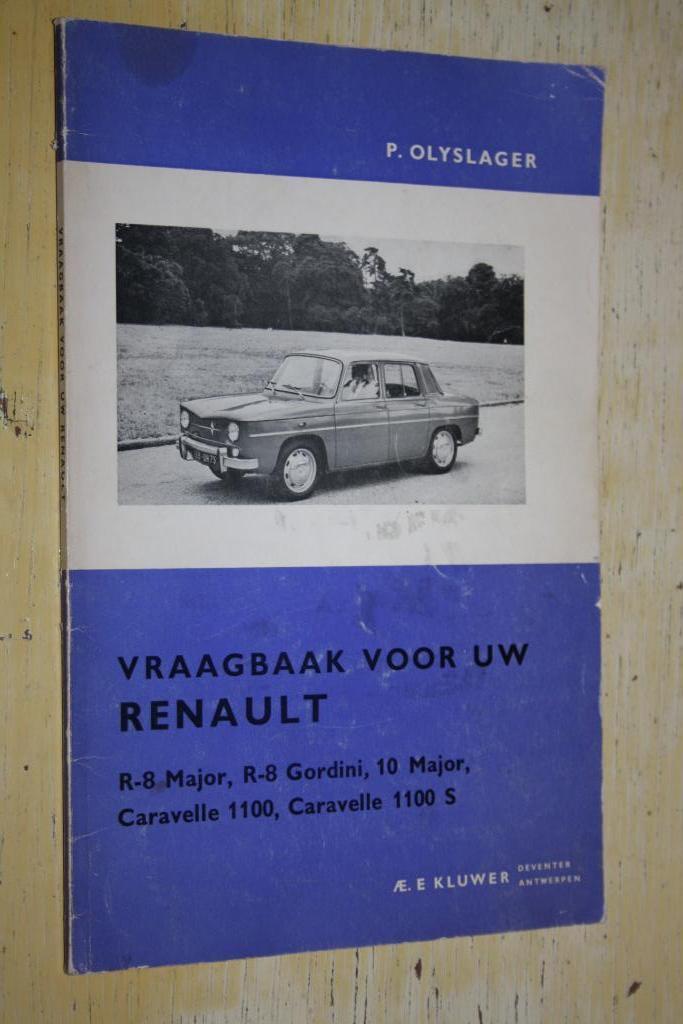 P. OLYSLAGER
VRAAGBAAK VOOR UW RENAULT
VRAAGBAAK VOOR UW
RENAULT
R-8 Major, R-8 Gordini, 10 Major,
Caravelle 1100, Caravelle 1100 S
Æ. E KLUWER DEVENTER
ANTWERPEN